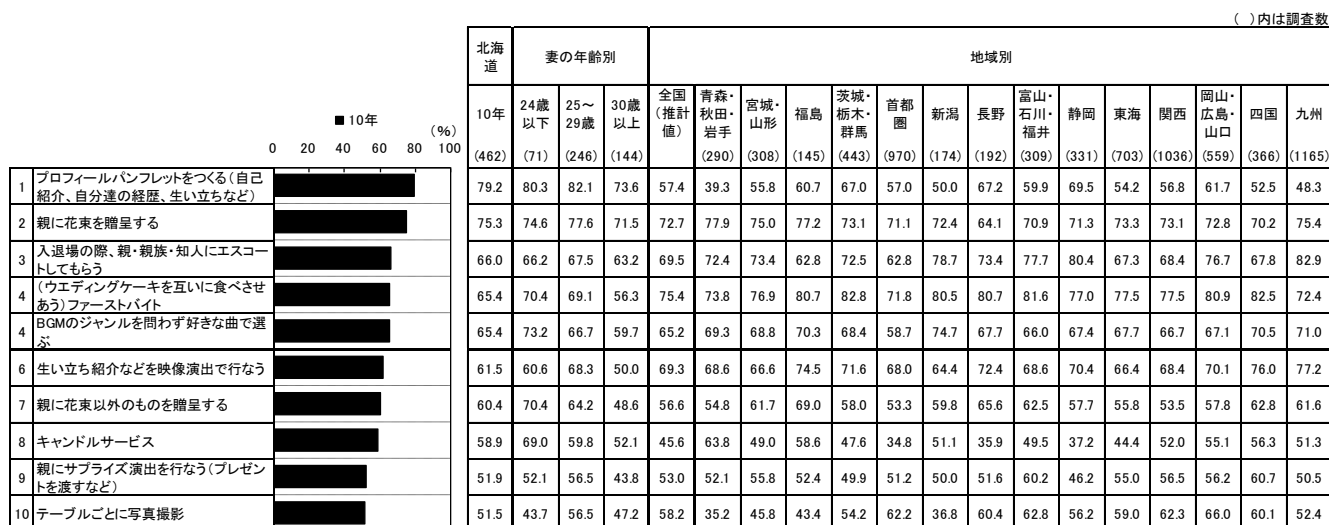 ( )内は調査数
北海道 妻の年齢別 地域別
■10年
(%)
0 20 40 60 80 100
10年 24歳以下 25～29歳 30歳以上 全国(推計値) 青森・秋田・岩手 宮城・山形 福島 茨城・栃木・群馬 首都圏 新潟 長野 富山・石川・福井 静岡 東海 関西 岡山・広島・山口 四国 九州
(462) (71) (246) (144) (290) (308) (145) (443) (970) (174) (192) (309) (331) (703) (1036) (559) (366) (1165)
1 プロフィールパンフレットをつくる(自己
紹介、自分達の経歴、生い立ちなど) 79.2 80.3 82.1 73.6 57.4 39.3 55.8 60.7 67.0 57.0 50.0 67.2 59.9 69.5 54.2 56.8 61.7 52.5 48.3
2 親に花束を贈呈する 75.3 74.6 77.6 71.5 72.7 77.9 75.0 77.2 73.1 71.1 72.4 64.1 70.9 71.3 73.3 73.1 72.8 70.2 75.4
3 入退場の際、親・親族・知人にエスコー
トしてもらう 66.0 66.2 67.5 63.2 69.5 72.4 73.4 62.8 72.5 62.8 78.7 73.4 77.7 80.4 67.3 68.4 76.7 67.8 82.9
4 (ウエディングケーキを互いに食べさせ
あう)ファーストバイト 65.4 70.4 69.1 56.3 75.4 73.8 76.9 80.7 82.8 71.8 80.5 80.7 81.6 77.0 77.5 77.5 80.9 82.5 72.4
4 BGMのジャンルを問わず好きな曲で選
ぶ 65.4 73.2 66.7 59.7 65.2 69.3 68.8 70.3 68.4 58.7 74.7 67.7 66.0 67.4 67.7 66.7 67.1 70.5 71.0
6 生い立ち紹介などを映像演出で行なう 61.5 60.6 68.3 50.0 69.3 68.6 66.6 74.5 71.6 68.0 64.4 72.4 68.6 70.4 66.4 68.4 70.1 76.0 77.2
7 親に花束以外のものを贈呈する 60.4 70.4 64.2 48.6 56.6 54.8 61.7 69.0 58.0 53.3 59.8 65.6 62.5 57.7 55.8 53.5 57.8 62.8 61.6
8 キャンドルサービス 58.9 69.0 59.8 52.1 45.6 63.8 49.0 58.6 47.6 34.8 51.1 35.9 49.5 37.2 44.4 52.0 55.1 56.3 51.3
9 親にサプライズ演出を行なう(プレゼン
トを渡すなど) 51.9 52.1 56.5 43.8 53.0 52.1 55.8 52.4 49.9 51.2 50.0 51.6 60.2 46.2 55.0 56.5 56.2 60.7 50.5
10 テーブルごとに写真撮影 51.5 43.7 56.5 47.2 58.2 35.2 45.8 43.4 54.2 62.2 36.8 60.4 62.8 56.2 59.0 62.3 66.0 60.1 52.4